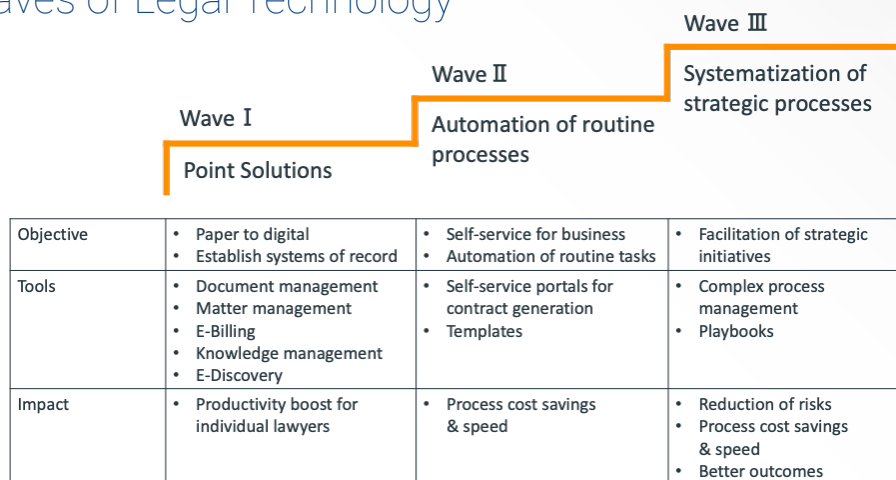 of Legal Technology
Wave III
Wave II
Systematization of
strategic processes
Wave I
Automation of routine
processes
Point Solutions
Objective
• Paper to digital
• Establish systems of record
• Self-service for business
• Automation of routine tasks
• Facilitation of strategic
initiatives
Tools
• Document management
• Matter management
• E-Billing
• Knowledge management
• E-Discovery
• Self-service portals for
contract generation
• Templates
• Complex process
management
• Playbooks
Impact
• Productivity boost for
individual lawyers
• Process cost savings
& speed
• Reduction of risks
• Process cost savings
& speed
• Better outcomes